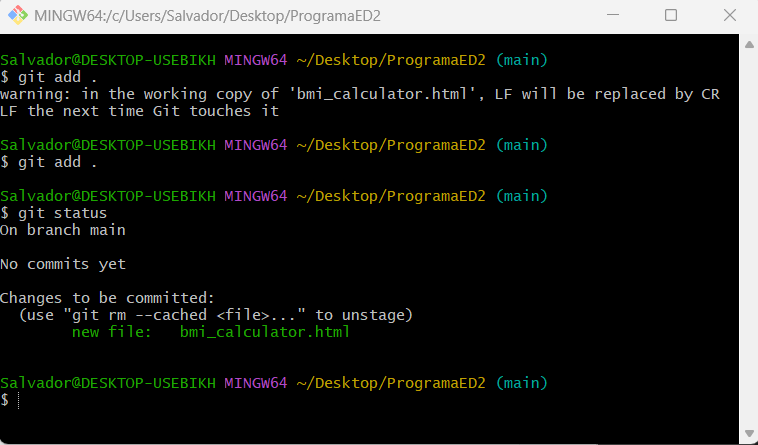 MINGW64:/c/Users/Salvador/Desktop/ProgramaED2
Salvador@DESKTOP-USEBIKH MINGW64 ~/Desktop/ProgramaED2 (main)
$ git add .
warning: in the working copy of 'bmi_calculator.html', LF will be replaced by CR
LF the next time Git touches it
Salvador@DESKTOP-USEBIKH MINGW64 ~/Desktop/ProgramaED2 (main)
$ git add .
Salvador@DESKTOP-USEBIKH MINGW64 ~/Desktop/ProgramaED2 (main)
$ git status
On branch main
No commits yet
Changes to be committed:
  (use "git rm --cached <file>..." to unstage)
        new file:   bmi_calculator.html
Salvador@DESKTOP-USEBIKH MINGW64 ~/Desktop/ProgramaED2 (main)
$